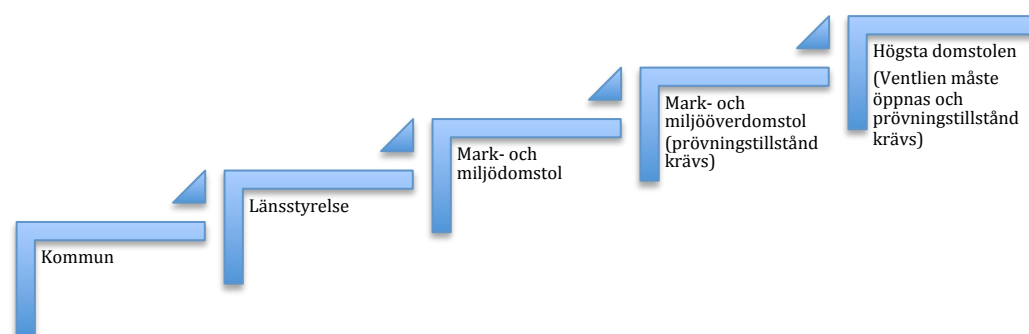 Kommun
Länsstyrelse
Mark- och
miljödomstol
Mark- och
miljööverdomstol
(prövningstillstånd
krävs)
Högsta domstolen
(Ventlien måste
öppnas och
prövningstillstånd
krävs)